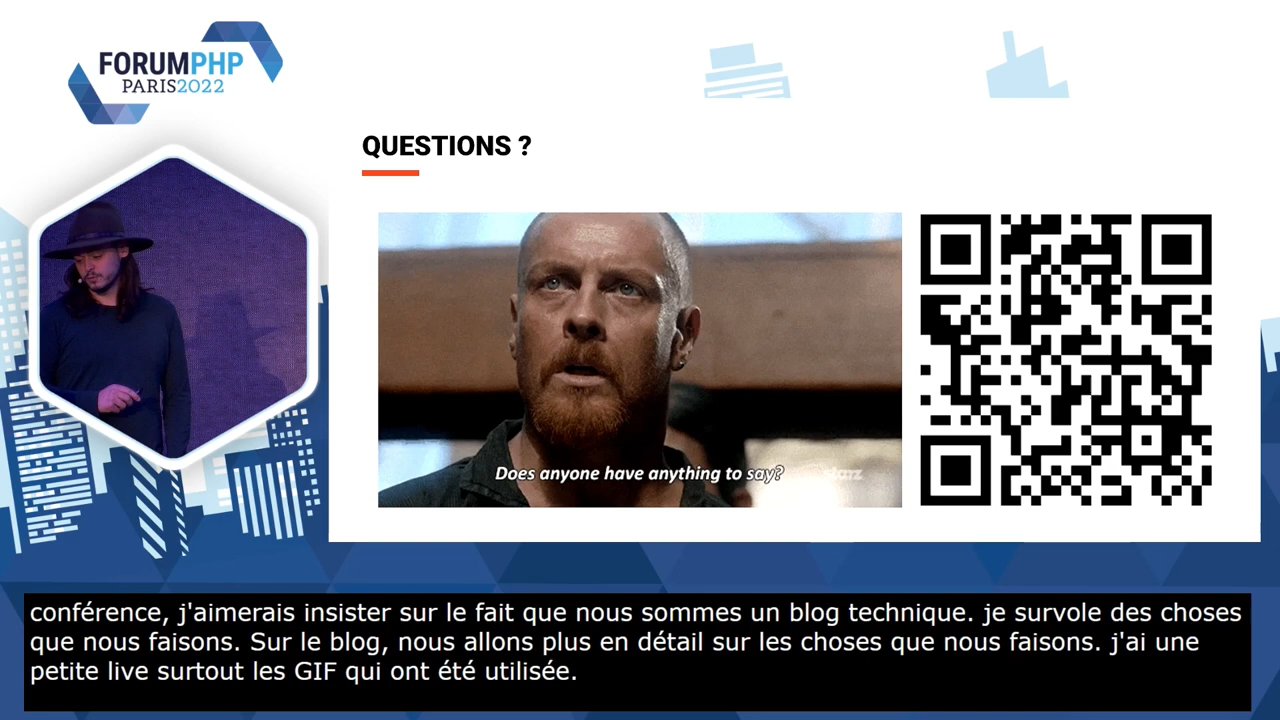 FORUMPHP
PARIS2022
QUESTIONS ?
Does anyone have anything to say?
starz
conférence, j'aimerais insister sur le fait que nous sommes un blog technique. je survole des choses
que nous faisons. Sur le blog, nous allons plus en détail sur les choses que nous faisons. j'ai une
petite live surtout les GIF qui ont été utilisée.